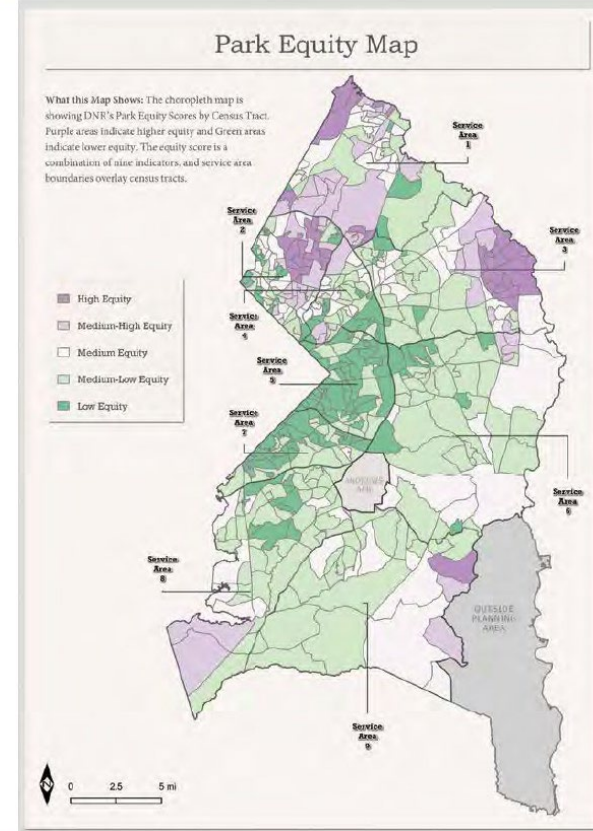 Park Equity Map
What this Map Shows: The choropleth map is
showing DNR's Park Equity Scores by Census Tract.
Purple areas indicate higher equity and Green areas
indicate lower equity. The equity score is a
combination of nine indicators, and service area
boundaries overlay census tracts.
Service
Area
1
Service
Area
2
Service
Area
3
High Equity
Medium-High Equity
Medium Equity
Medium-Low Equity
Low Equity
Service
Area
4
Service
Area
5
Service
Area
7
ANDREWS
AFB
Service
Area
6
Service
Area
8
OUTSIDE
PLANNING
AREA
Service
Area
9
N
0 2.5 5 mi